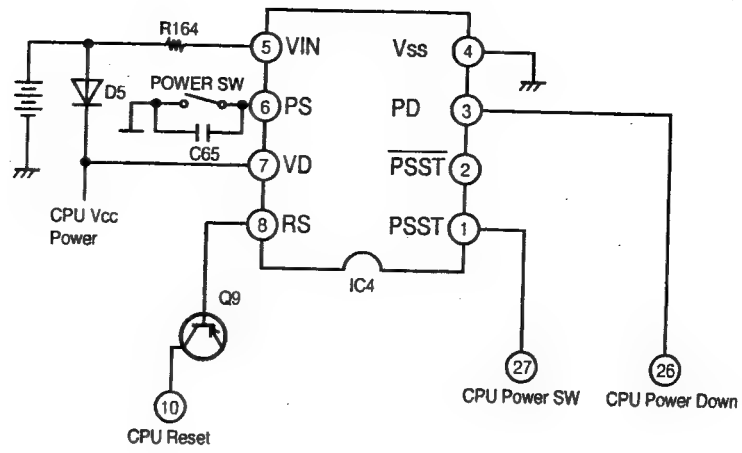 R164
5 VIN
Vss 4
D5
POWER SW
6 PS
PD 3
C65
7 VD
PSST 2
CPU Vcc
Power
8 RS
PSST 1
IC4
Q9
27
26
CPU Power SW
CPU Power Down
10
CPU Reset